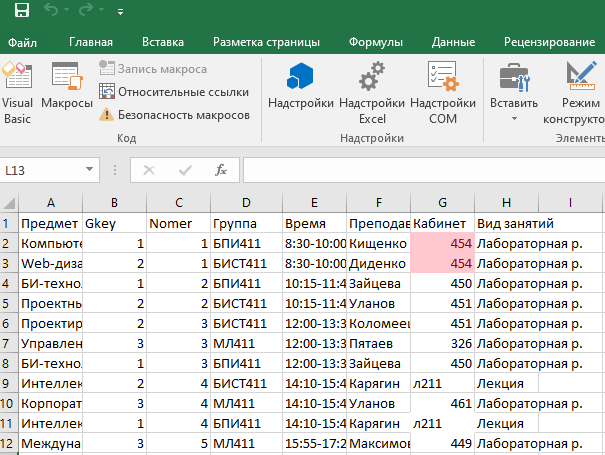 Файл Главная Вставка Разметка страницы Формулы Данные Рецензирование
Visual Basic Макросы Запись макроса
Относительные ссылки
Безопасность макросов
Надстройки Надстройки Excel Надстройки COM
Вставить Режим конструкто
Код Надстройки Элементы
L13
A B C D E F G H I
1 Предмет Gkey Nomer Группа Время Преподав Кабинет Вид занятий
2 Компьюте 1 1 БПИ411 8:30-10:00 Кищенко 454 Лабораторная р.
3 Web-диза 2 1 БИСТ411 8:30-10:00 Диденко 454 Лабораторная р.
4 БИ-технол 1 2 БПИ411 10:15-11:4 Зайцева 450 Лабораторная р.
5 Проектны 2 2 БИСТ411 10:15-11:4 Уланов 451 Лабораторная р.
6 Проектир 2 3 БИСТ411 12:00-13:3 Коломеец 451 Лабораторная р.
7 Управлен 3 3 МЛ411 12:00-13:3 Пятаев 326 Лабораторная р.
8 БИ-технол 1 3 БПИ411 12:00-13:3 Зайцева 450 Лабораторная р.
9 Интеллек 2 4 БИСТ411 14:10-15:4 Карягин л211 Лекция
10 Корпорат 3 4 МЛ411 14:10-15:4 Уланов 461 Лабораторная р.
11 Интеллек 1 4 БПИ411 14:10-15:4 Карягин л211 Лекция
12 Междуна 3 5 МЛ411 15:55-17:2 Максимов 449 Лабораторная р.